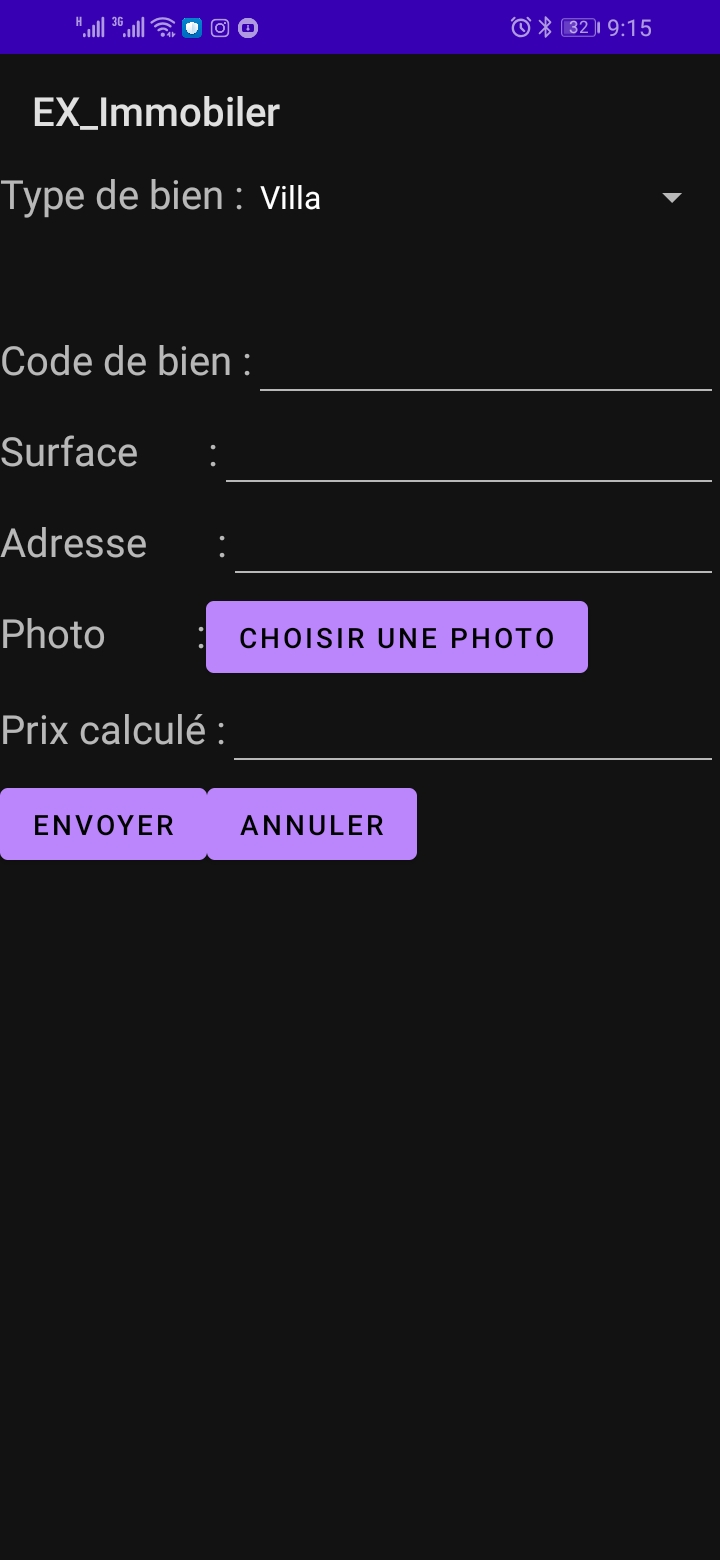 H 3G 32 9:15
EX_Immobiler
Type de bien : Villa
Code de bien :
Surface :
Adresse :
Photo : CHOISIR UNE PHOTO
Prix calculé :
ENVOYER ANNULER